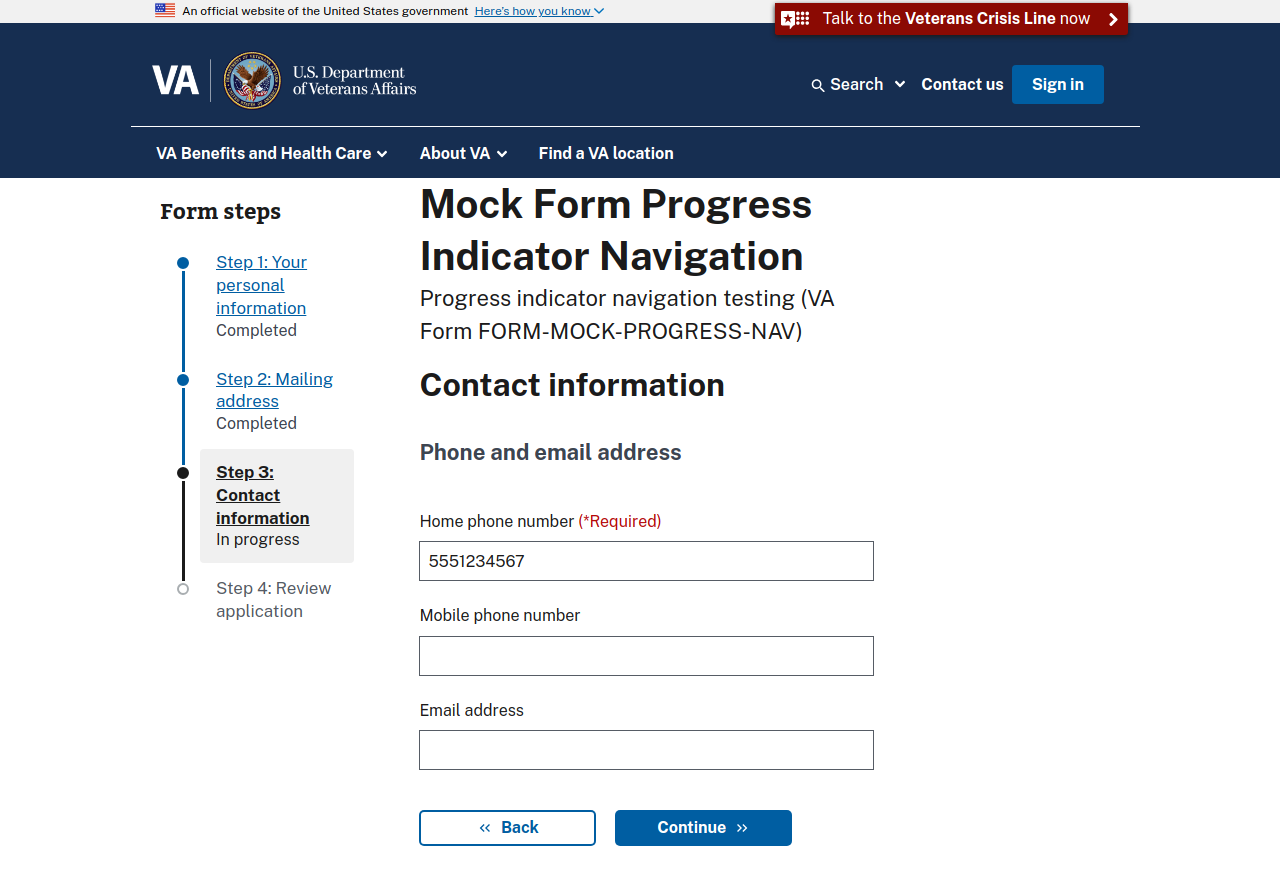 An official website of the United States government Here's how you know
Talk to the Veterans Crisis Line now
VA
U.S. Department
of Veterans Affairs
Search
Contact us
Sign in
VA Benefits and Health Care
About VA
Find a VA location
Form steps
Step 1: Your
personal
information
Completed
Step 2: Mailing
address
Completed
Step 3:
Contact
information
In progress
Step 4: Review
application
Mock Form Progress
Indicator Navigation
Progress indicator navigation testing (VA
Form FORM-MOCK-PROGRESS-NAV)
Contact information
Phone and email address
Home phone number (*Required)
5551234567
Mobile phone number
Email address
Back
Continue